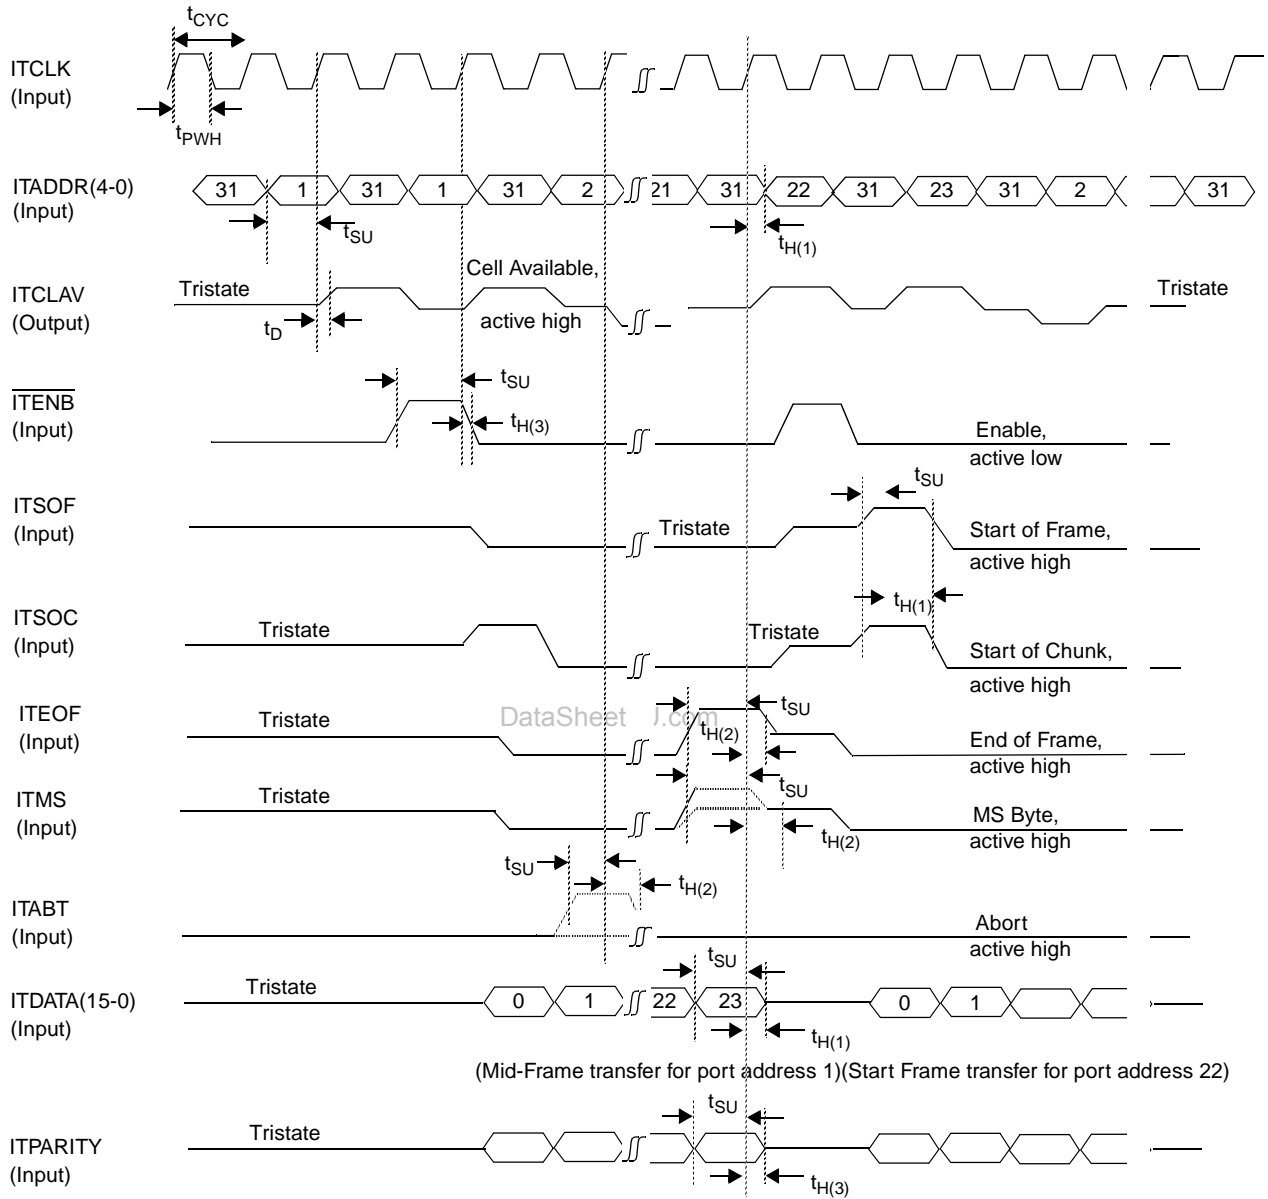 tCYC
ITCLK
(Input)
tPWH
ITADDR(4-0)
(Input)
31 1 31 1 31 2 21 31 22 31 23 31 2 31
tSU
tH(1)
ITCLAV
(Output)
Tristate
Cell Available,
active high
Tristate
tD
ITENB
(Input)
tSU
tH(3)
Enable,
active low
ITSOF
(Input)
Tristate
tSU
Start of Frame,
active high
tH(1)
ITSOC
(Input)
Tristate
Tristate
Start of Chunk,
active high
ITEOF
(Input)
Tristate
DataSheet U.com
tSU
tH(2)
End of Frame,
active high
ITMS
(Input)
Tristate
tSU
MS Byte,
active high
tH(2)
tSU
tH(2)
ITABT
(Input)
Abort
active high
ITDATA(15-0)
(Input)
Tristate
tSU
0 1 22 23 0 1
tH(1)
(Mid-Frame transfer for port address 1)(Start Frame transfer for port address 22)
tSU
ITPARITY
(Input)
Tristate
tH(3)